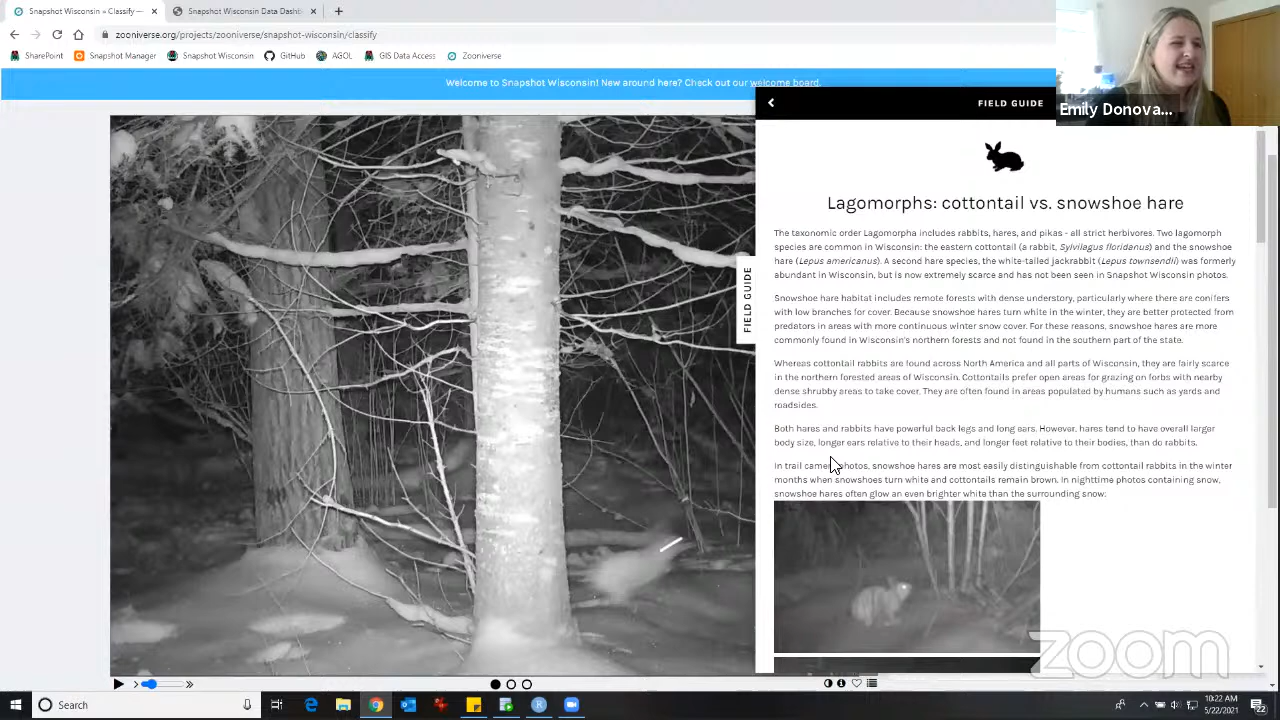 Snapshot Wisconsin » Classify —
Snapshot Wisconsin Data Dashb
zooniverse.org/projects/zooniverse/snapshot-wisconsin/classify
SharePoint Snapshot Manager Snapshot Wisconsin GitHub AGOL GIS Data Access Zooniverse
Welcome to Snapshot Wisconsin! New around here? Check out our welcome board.
FIELD GUIDE
Emily Donova...
Lagomorphs: cottontail vs. snowshoe hare
The taxonomic order Lagomorpha includes rabbits, hares, and pikas - all strict herbivores. Two lagomorph
species are common in Wisconsin: the eastern cottontail (a rabbit, Sylvilagus floridanus) and the snowshoe
hare (Lepus americanus). A second hare species, the white-tailed jackrabbit (Lepus townsendii) was formerly
abundant in Wisconsin, but is now extremely scarce and has not been seen in Snapshot Wisconsin photos.
Snowshoe hare habitat includes remote forests with dense understory, particularly where there are conifers
with low branches for cover. Because snowshoe hares turn white in the winter, they are better protected from
predators in areas with more continuous winter snow cover. For these reasons, snowshoe hares are more
commonly found in Wisconsin's northern forests and not found in the southern part of the state.
Whereas cottontail rabbits are found across North America and all parts of Wisconsin, they are fairly scarce
in the northern forested areas of Wisconsin. Cottontails prefer open areas for grazing on forbs with nearby
dense shrubby areas to take cover. They are often found in areas populated by humans such as yards and
roadsides.
Both hares and rabbits have powerful back legs and long ears. However, hares tend to have overall larger
body size, longer ears relative to their heads, and longer feet relative to their bodies, than do rabbits.
In trail camera photos, snowshoe hares are most easily distinguishable from cottontail rabbits in the winter
months when snowshoes turn white and cottontails remain brown. In nighttime photos containing snow,
snowshoe hares often glow an even brighter white than the surrounding snow:
FIELD GUIDE
zoom
Search
10:22 AM
5/22/2021
22